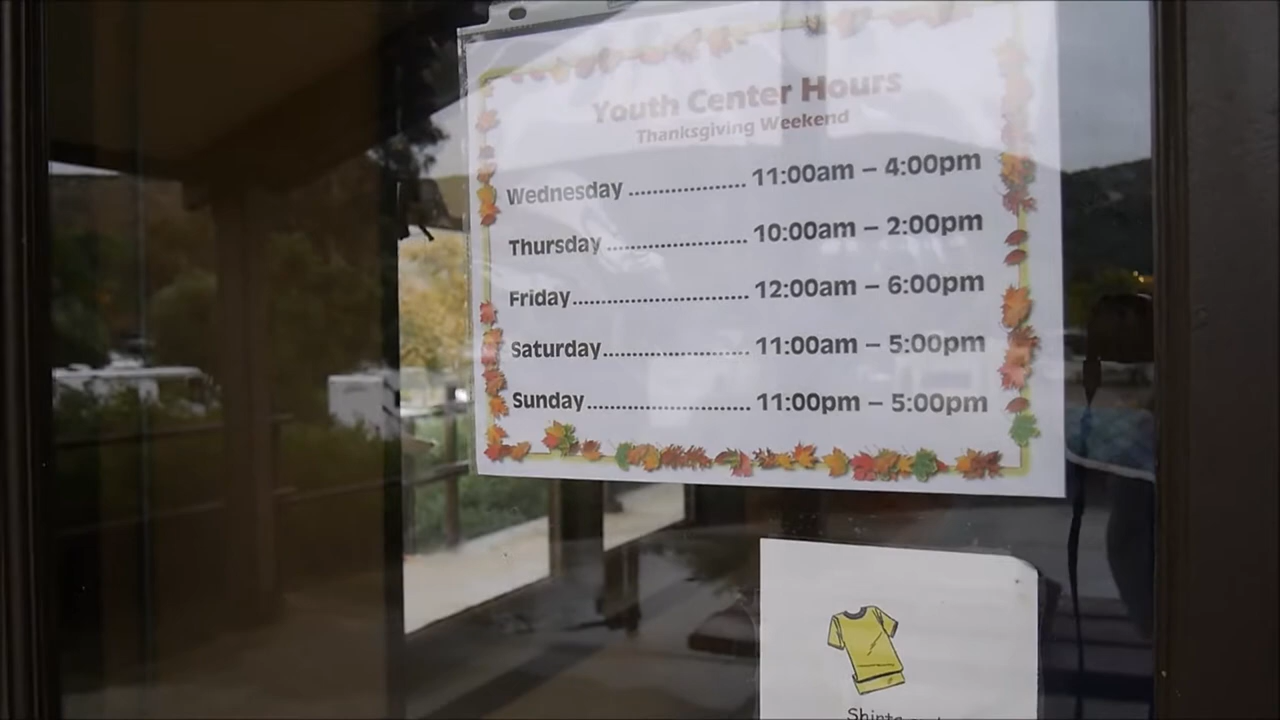 Youth Center Hours
Thanksgiving Weekend
Wednesday ...................... 11:00am – 4:00pm
Thursday .......................... 10:00am – 2:00pm
Friday................................. 12:00am – 6:00pm
Saturday........................... 11:00am – 5:00pm
Sunday.............................. 11:00pm – 5:00pm
Shirts